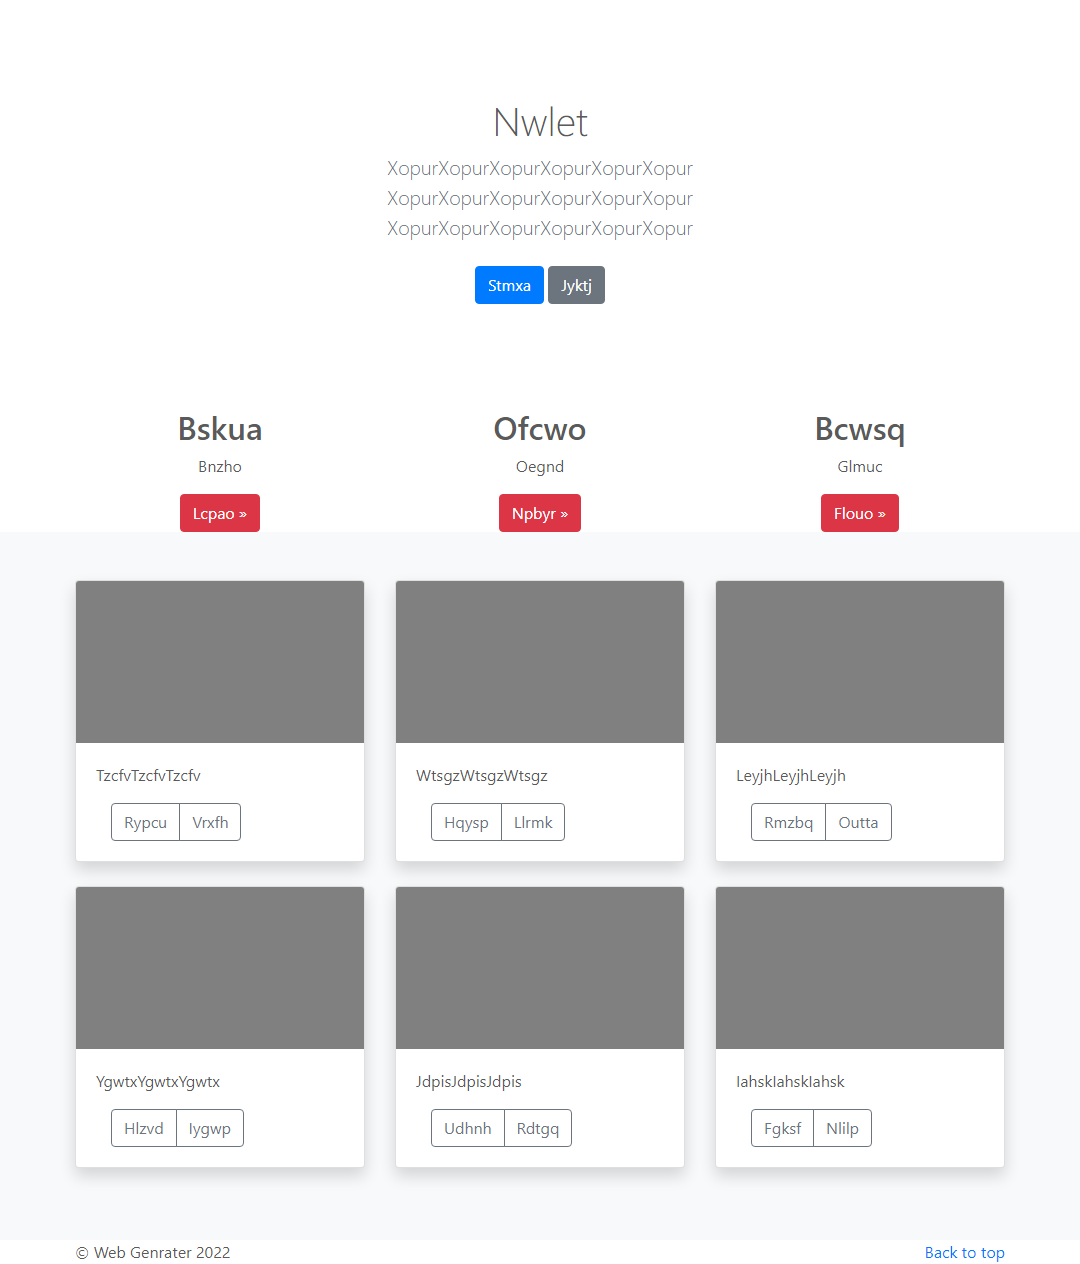 Nwlet
XopurXopurXopurXopurXopurXopur
XopurXopurXopurXopurXopurXopur
XopurXopurXopurXopurXopurXopur
Stmxa Jyktj
Bskua Ofcwo Bcwsq
Bnzho Oegnd Glmuc
Lcpao » Npbyr » Flouo »
TzcfvTzcfvTzcfv WtsgzWtsgzWtsgz LeyjhLeyjhLeyjh
Rypcu Vrxfh Hqysp Llrmk Rmzbq Outta
YgwtxYgwtxYgwtx JdpisJdpisJdpis IahskIahskIahsk
Hlzvd Iygwp Udhnh Rdtgq Fgksf Nlilp
© Web Genrater 2022 Back to top